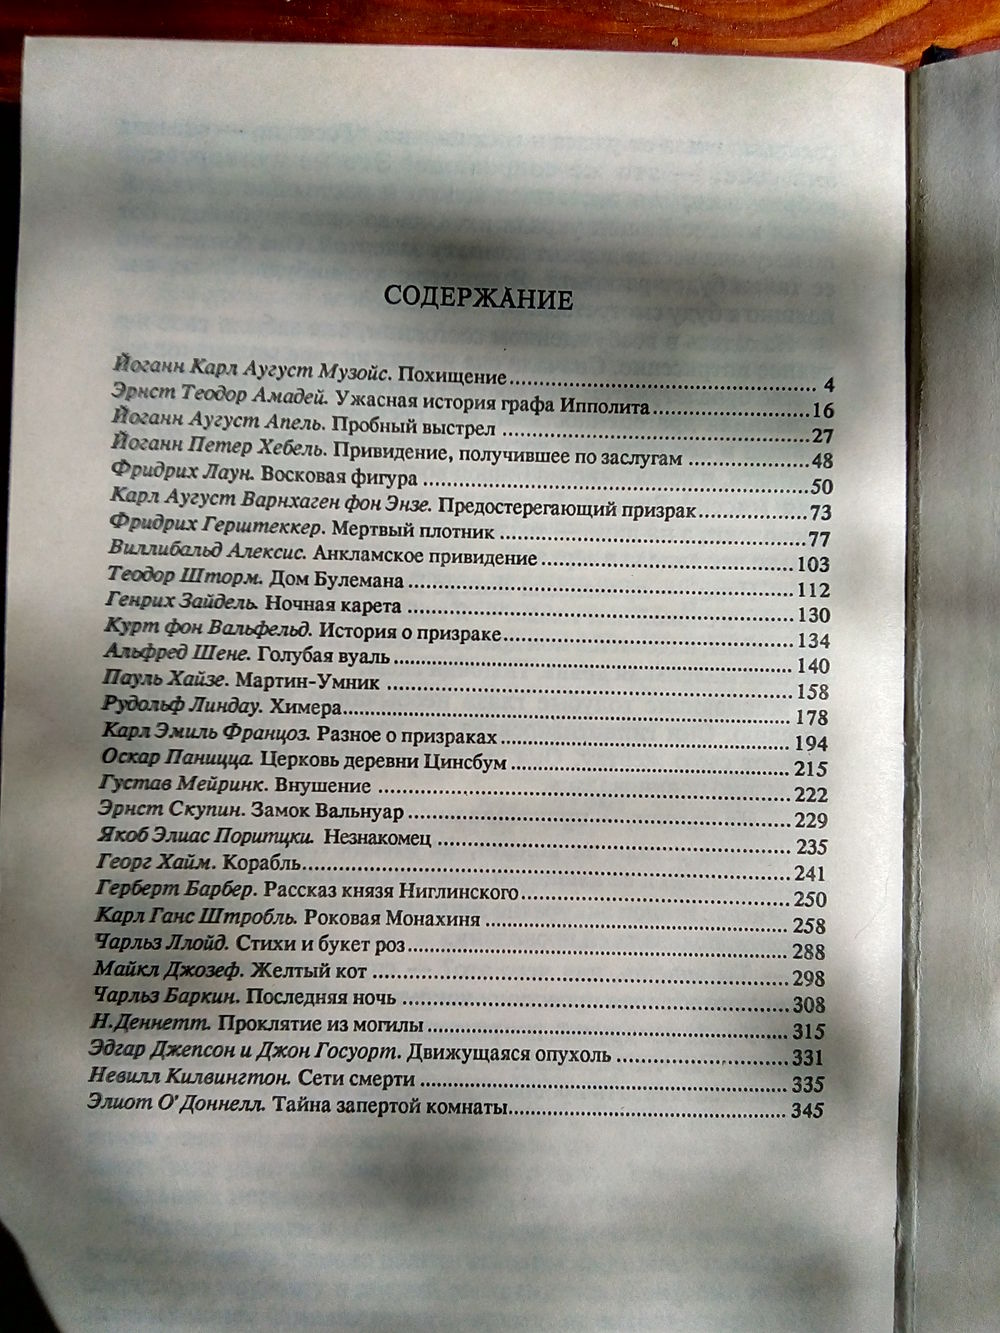 СОДЕРЖАНИЕ
Йоганн Карл Аугуст Музойс. Похищение.................................................. 4
Эрнст Теодор Амадей. Ужасная история графа Ипполита..........................16
Йоганн Аугуст Апель. Пробный выстрел ..................................................27
Йоганн Петер Хебель. Привидение, получившее по заслугам ....................48
Фридрих Лаун. Восковая фигура ..............................................................50
Карл Аугуст Варнхаген фон Энзе. Предостерегающий призрак..................73
Фридрих Герштеккер. Мертвый плотник ..................................................77
Виллибальд Алексис. Анкламское привидение .........................................103
Теодор Шторм. Дом Булемана ................................................................112
Генрих Зайдель. Ночная карета ..............................................................130
Курт фон Вальфельд. История о призраке................................................134
Альфред Шене. Голубая вуаль ..................................................................140
Пауль Хайзе. Мартин-Умник ..................................................................158
Рудольф Линдау. Химера..........................................................................178
Карл Эмиль Француз. Разное о призраках ................................................194
Оскар Паницца. Церковь деревни Цинсбум ..............................................215
Густав Мейринк. Внушение ....................................................................222
Эрнст Скупин. Замок Вальнуар ................................................................229
Якоб Элиас Поритцки. Незнакомец ..........................................................235
Георг Хайм. Корабль................................................................................241
Герберт Барбер. Рассказ князя Ниглинского..............................................250
Карл Ганс Штробль. Роковая Монахиня ....................................................258
Чарльз Ллойд. Стихи и букет роз................................................................288
Майкл Джозеф. Желтый кот ....................................................................298
Чарльз Баркин. Последняя ночь ................................................................308
Н.Деннетт. Проклятие из могилы ..............................................................315
Эдгар Джепсон и Джон Госуорт. Движущаяся опухоль ..............................331
Невилл Килвингтон. Сети смерти ..............................................................335
Элиот О’Доннелл. Тайна запертой комнаты................................................345